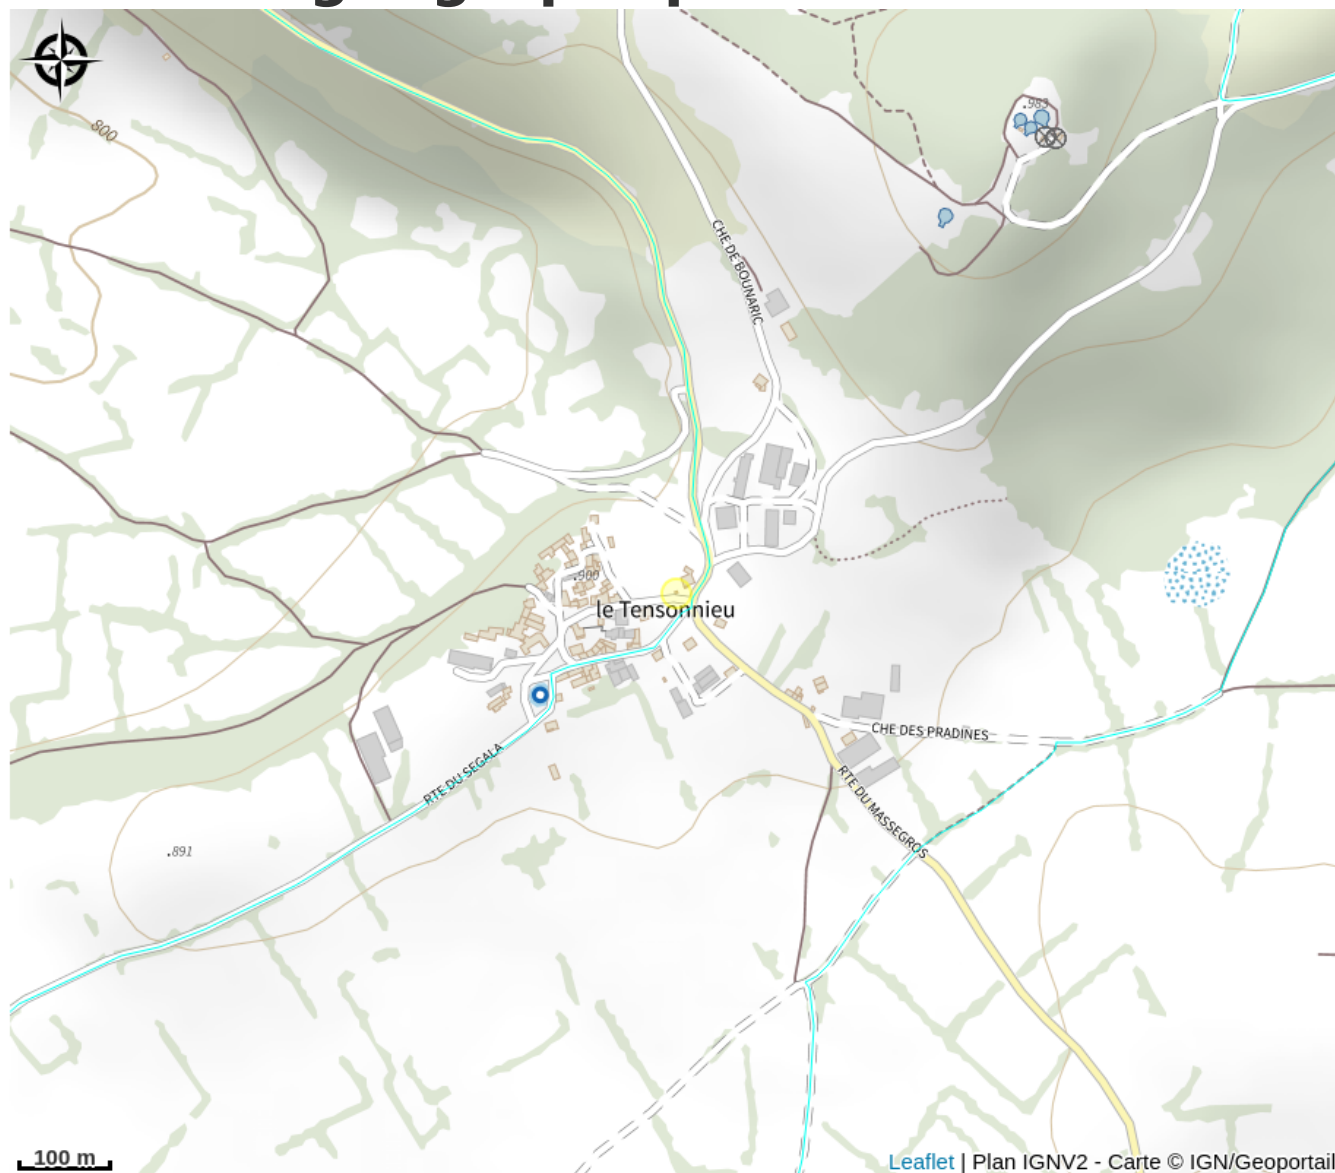 800
.983
CHE DE BOUNARIC
.900
le Tensonnieu
CHE DES PRADINES
RTE DU SEGALA
RTE DU MASSEGROS
.891
100 m
Leaflet | Plan IGNV2 - Carte © IGN/Geoportail